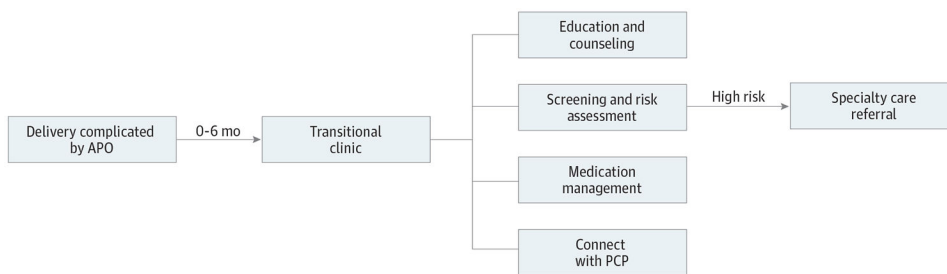 Education and
counseling
Screening and risk
assessment
High risk
Specialty care
referral
Delivery complicated
by APO
0-6 mo
Transitional
clinic
Medication
management
Connect
with PCP